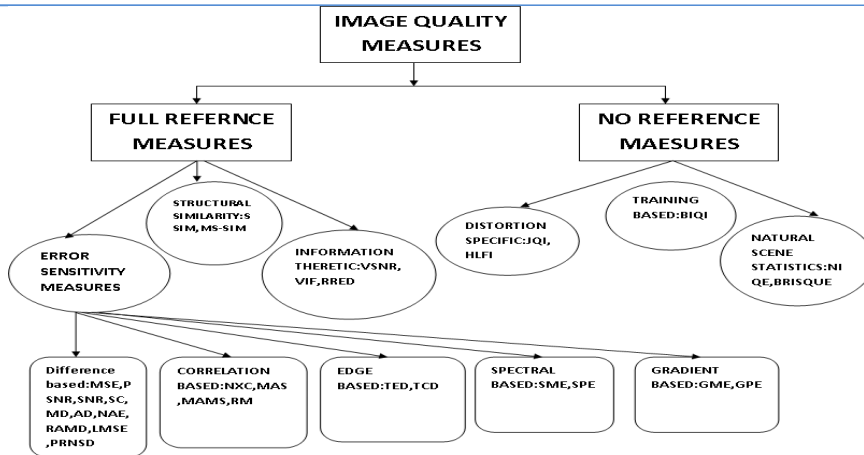 IMAGE QUALITY
MEASURES
FULL REFERNCE
MEASURES
NO REFERENCE
MAESURES
STRUCTURAL
SIMILARITY:S
SIM,MS-SIM
ERROR
SENSITIVITY
MEASURES
INFORMATION
THERETIC:VSNR,
VIF,RRED
DISTORTION
SPECIFIC:JQI,
HLFI
TRAINING
BASED:BIQI
NATURAL
SCENE
STATISTICS:NI
QE,BRISQUE
Difference
based:MSE,P
SNR,SNR,SC,
MD,AD,NAE,
RAMD,LMSE
,PRNSD
CORRELATION
BASED:NXC,MAS
,MAMS,RM
EDGE
BASED:TED,TCD
SPECTRAL
BASED:SME,SPE
GRADIENT
BASED:GME,GPE